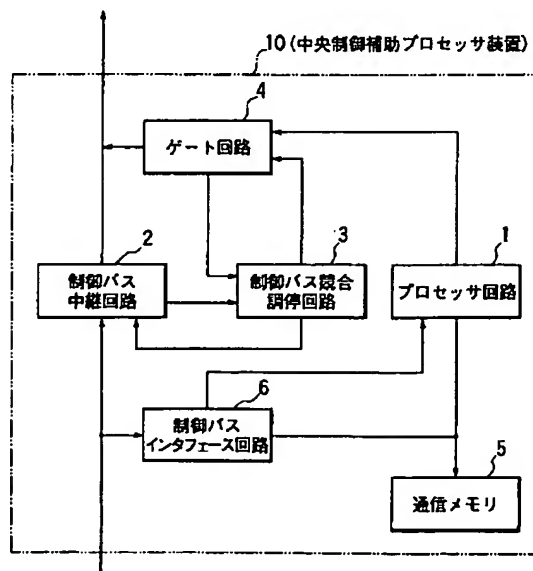 10(中央制御補助プロセッサ装置)
4
ゲート回路
2
制御バス
中継回路
3
制御バス競合
調停回路
1
プロセッサ回路
6
制御バス
インタフェース回路
5
通信メモリ